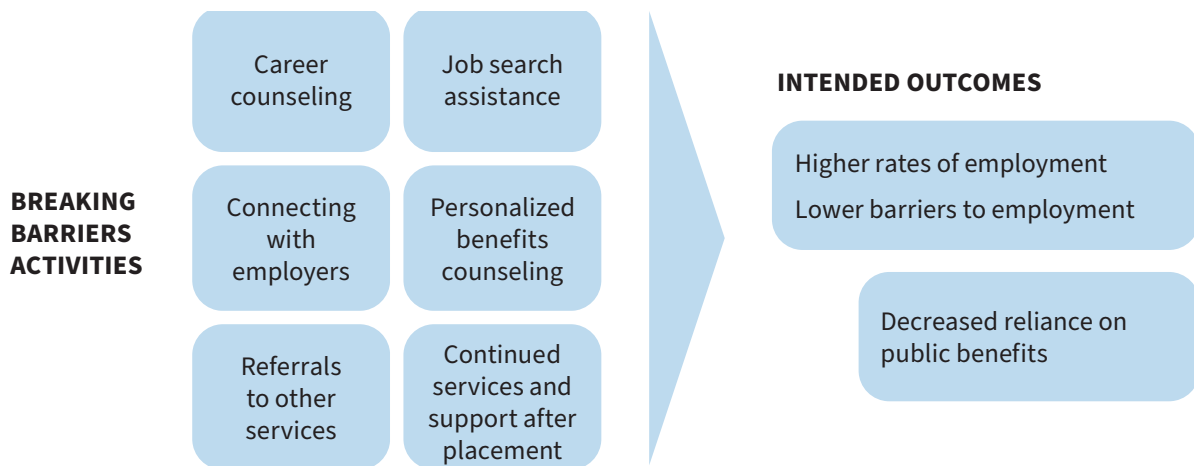 BREAKING
BARRIERS
ACTIVITIES
Career
counseling
Job search
assistance
Connecting
with
employers
Personalized
benefits
counseling
Referrals
to other
services
Continued
services and
support after
placement
INTENDED OUTCOMES
Higher rates of employment
Lower barriers to employment
Decreased reliance on
public benefits